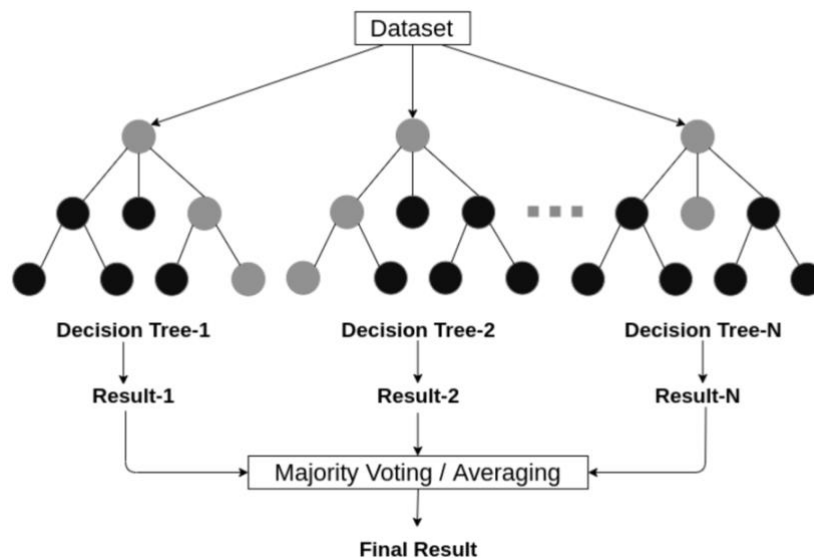 Dataset
Decision Tree-1
Decision Tree-2
Decision Tree-N
Result-1
Result-2
Result-N
Majority Voting / Averaging
Final Result